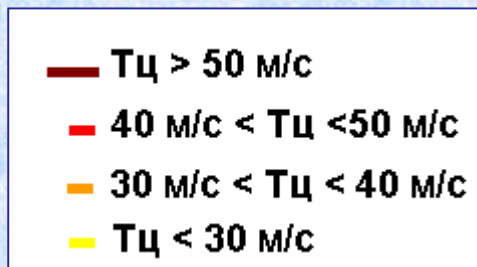 Тц > 50 м/с
40 м/с < Тц <50 м/с
30 м/с < Тц < 40 м/с
Тц < 30 м/с